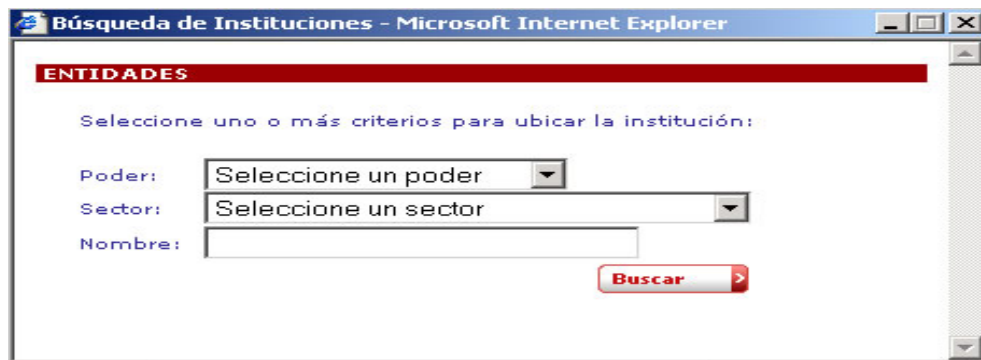 Búsqueda de Instituciones - Microsoft Internet Explorer
ENTIDADES
Seleccione uno o más criterios para ubicar la institución:
Poder: Seleccione un poder
Sector: Seleccione un sector
Nombre:
Buscar